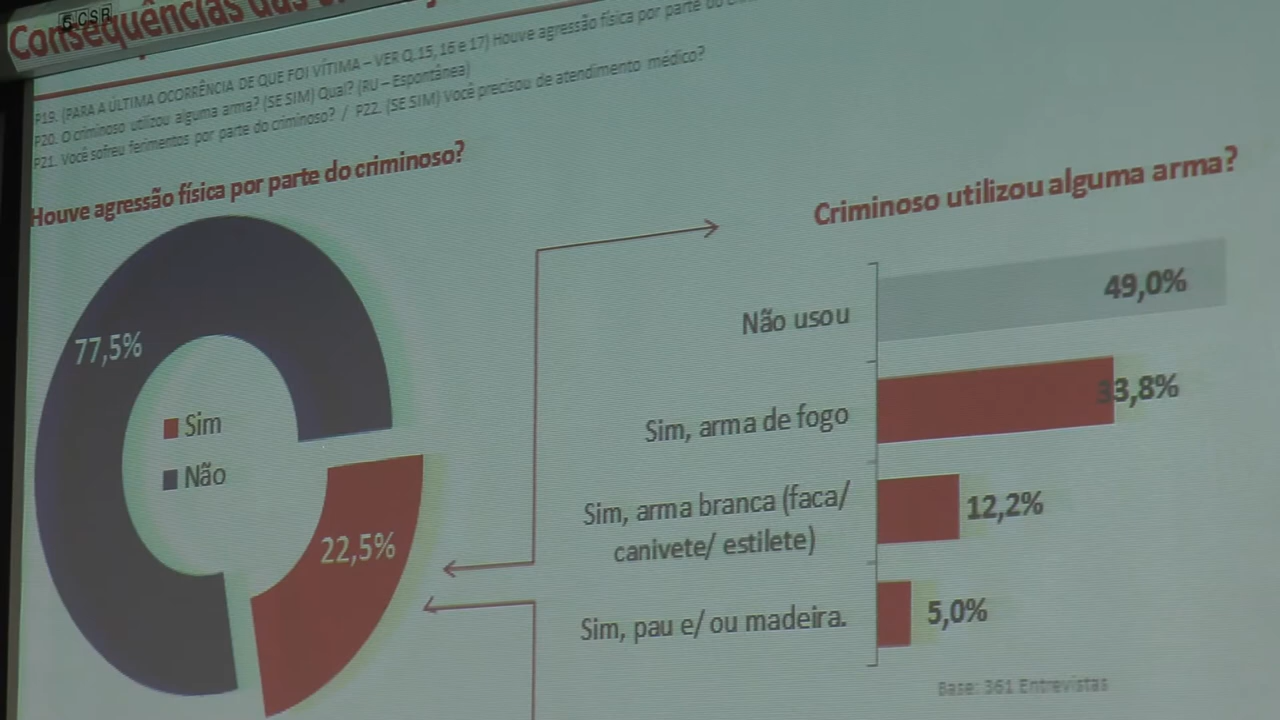 Consequências das
P19. (PARA A ÚLTIMA OCORRÊNCIA DE QUE FOI VÍTIMA – VER Q.15, 16 e 17) Houve agressão física por parte do
P20. O criminoso utilizou alguma arma? (SE SIM) Qual? (RU – Espontânea)
P21. Você sofreu ferimentos por parte do criminoso? / P22. (SE SIM) Você precisou de atendimento médico?
Houve agressão física por parte do criminoso?
77,5%
Sim
Não
22,5%
Criminoso utilizou alguma arma?
Não usou
49,0%
Sim, arma de fogo
33,8%
Sim, arma branca (faca/
canivete/ estilete)
12,2%
Sim, pau e/ ou madeira.
5,0%
Base: 361 Entrevistas